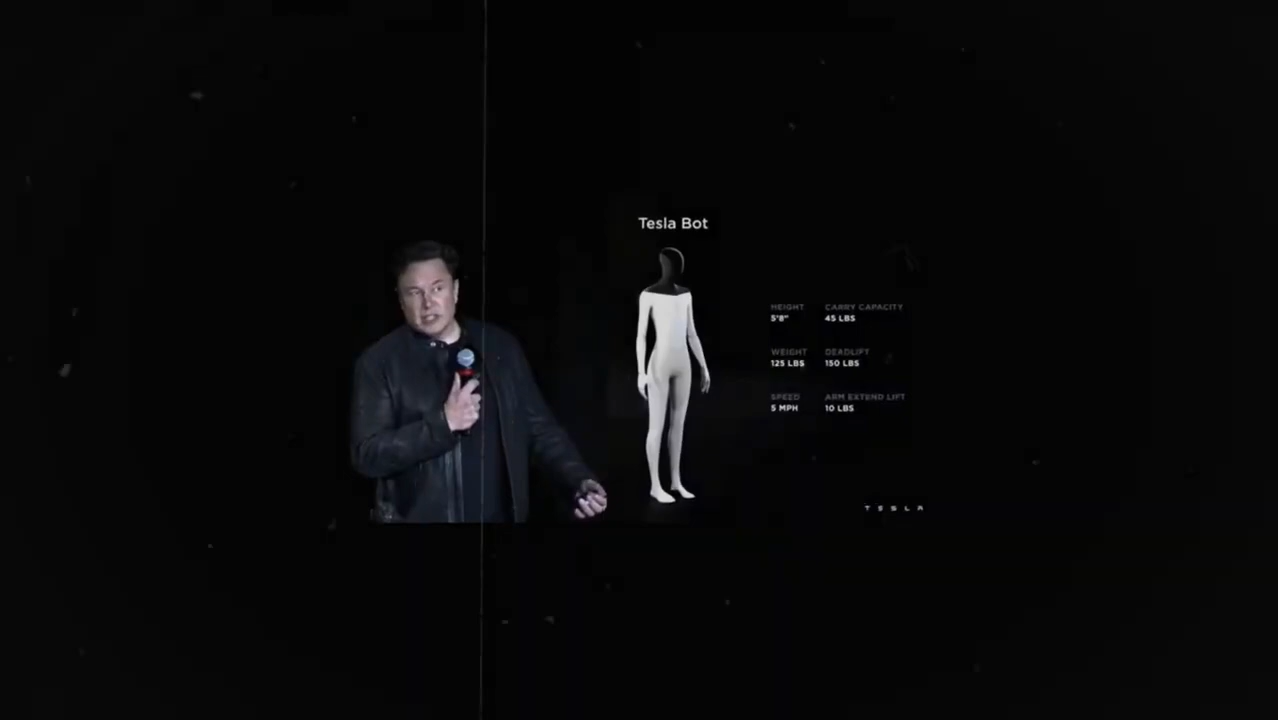 Tesla Bot
HEIGHT
5'8"
CARRY CAPACITY
45 LBS
WEIGHT
125 LBS
DEADLIFT
150 LBS
SPEED
5 MPH
ARM EXTEND LIFT
10 LBS
TESLA